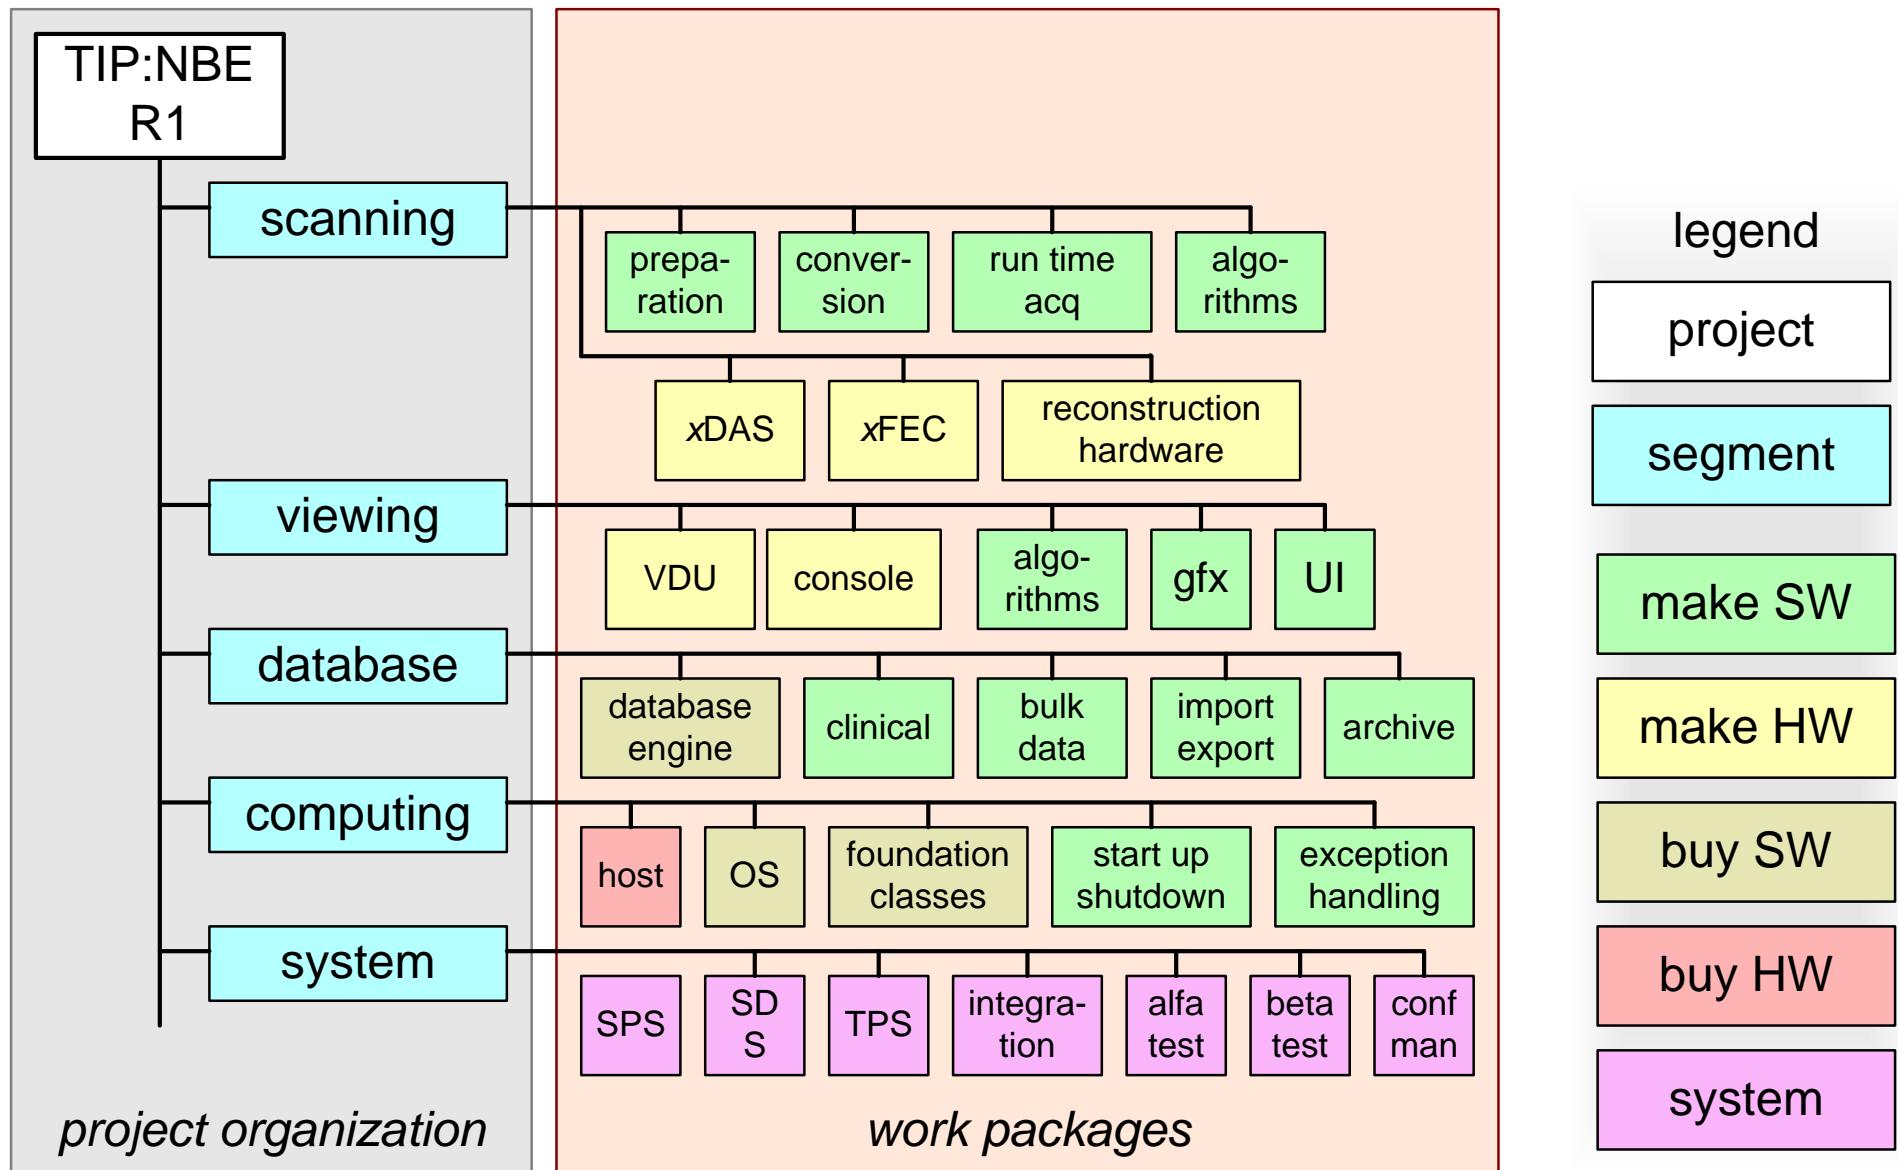 TIP:NBE
R1
scanning
prepa-
ration
conver-
sion
run time
acq
algo-
rithms
xDAS
xFEC
reconstruction
hardware
viewing
VDU
console
algo-
rithms
gfx
UI
database
database
engine
clinical
bulk
data
import
export
archive
computing
host
OS
foundation
classes
start up
shutdown
exception
handling
system
SPS
SD
S
TPS
integra-
tion
alfa
test
beta
test
conf
man
project organization
work packages
legend
project
segment
make SW
make HW
buy SW
buy HW
system